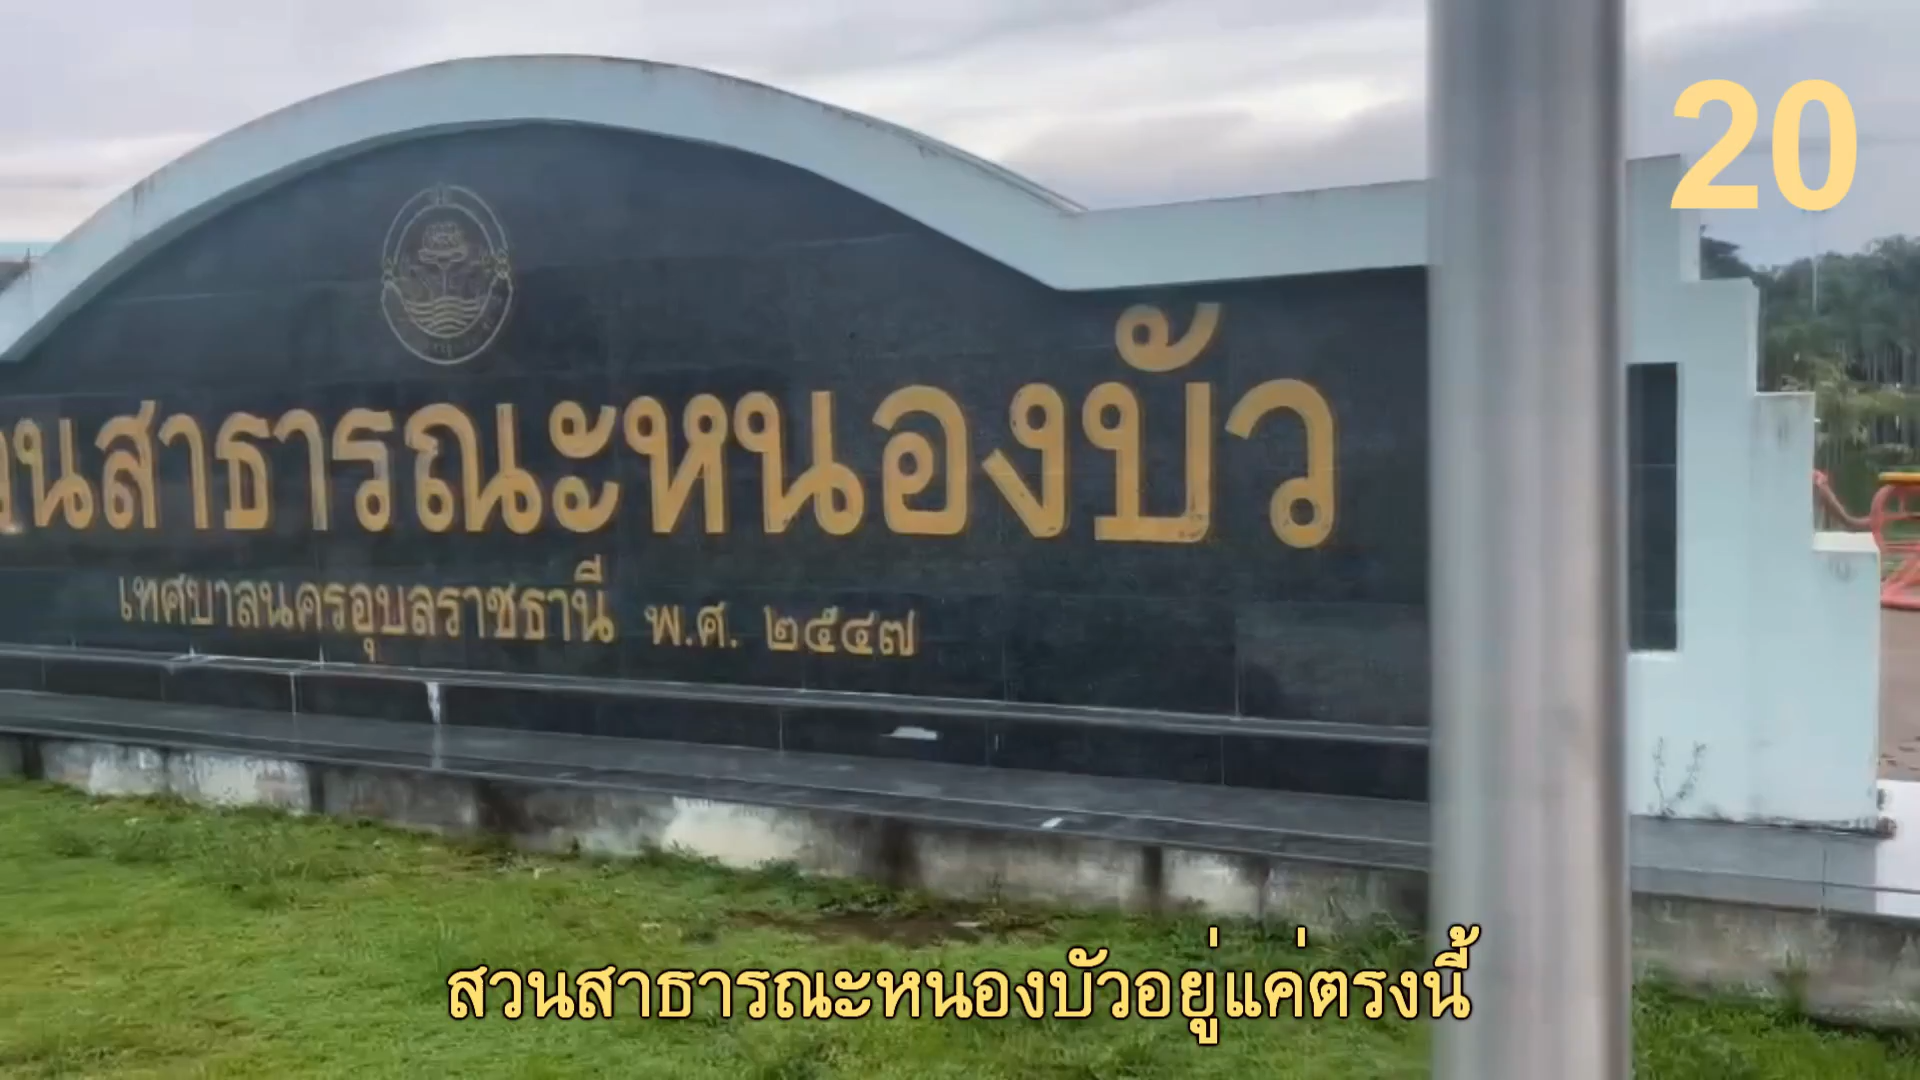 20
วนสาธารณะหนองบัว
เทศบาลนครอุบลราชธานี พ.ศ. ๒๕๔๗
สวนสาธารณะหนองบัวอยู่แค่ตรงนี้